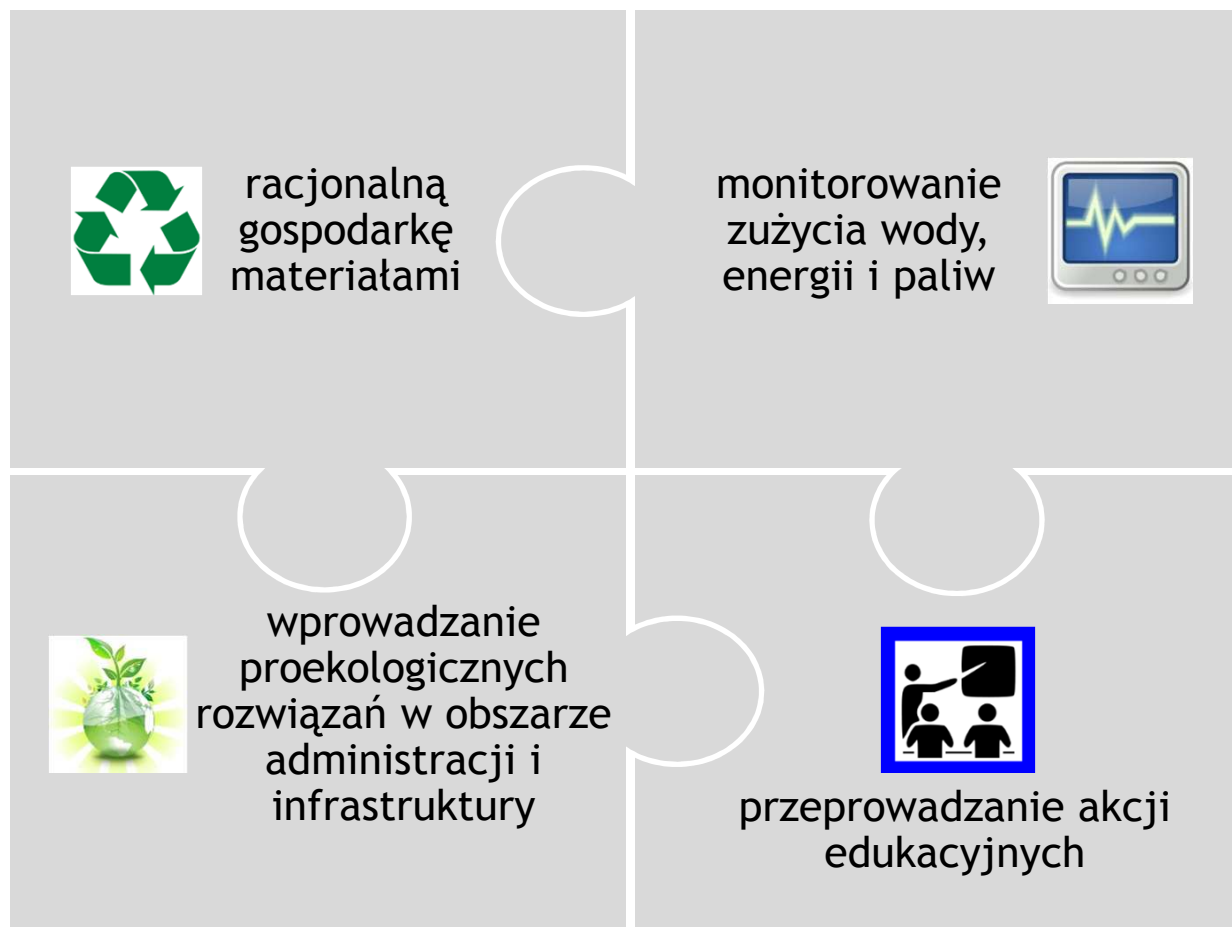 racjonalną
gospodarkę
materiałami
monitorowanie
zużycia wody,
energii i paliw
wprowadzanie
proekologicznych
rozwiązań w obszarze
administracji i
infrastruktury
przeprowadzanie akcji
edukacyjnych